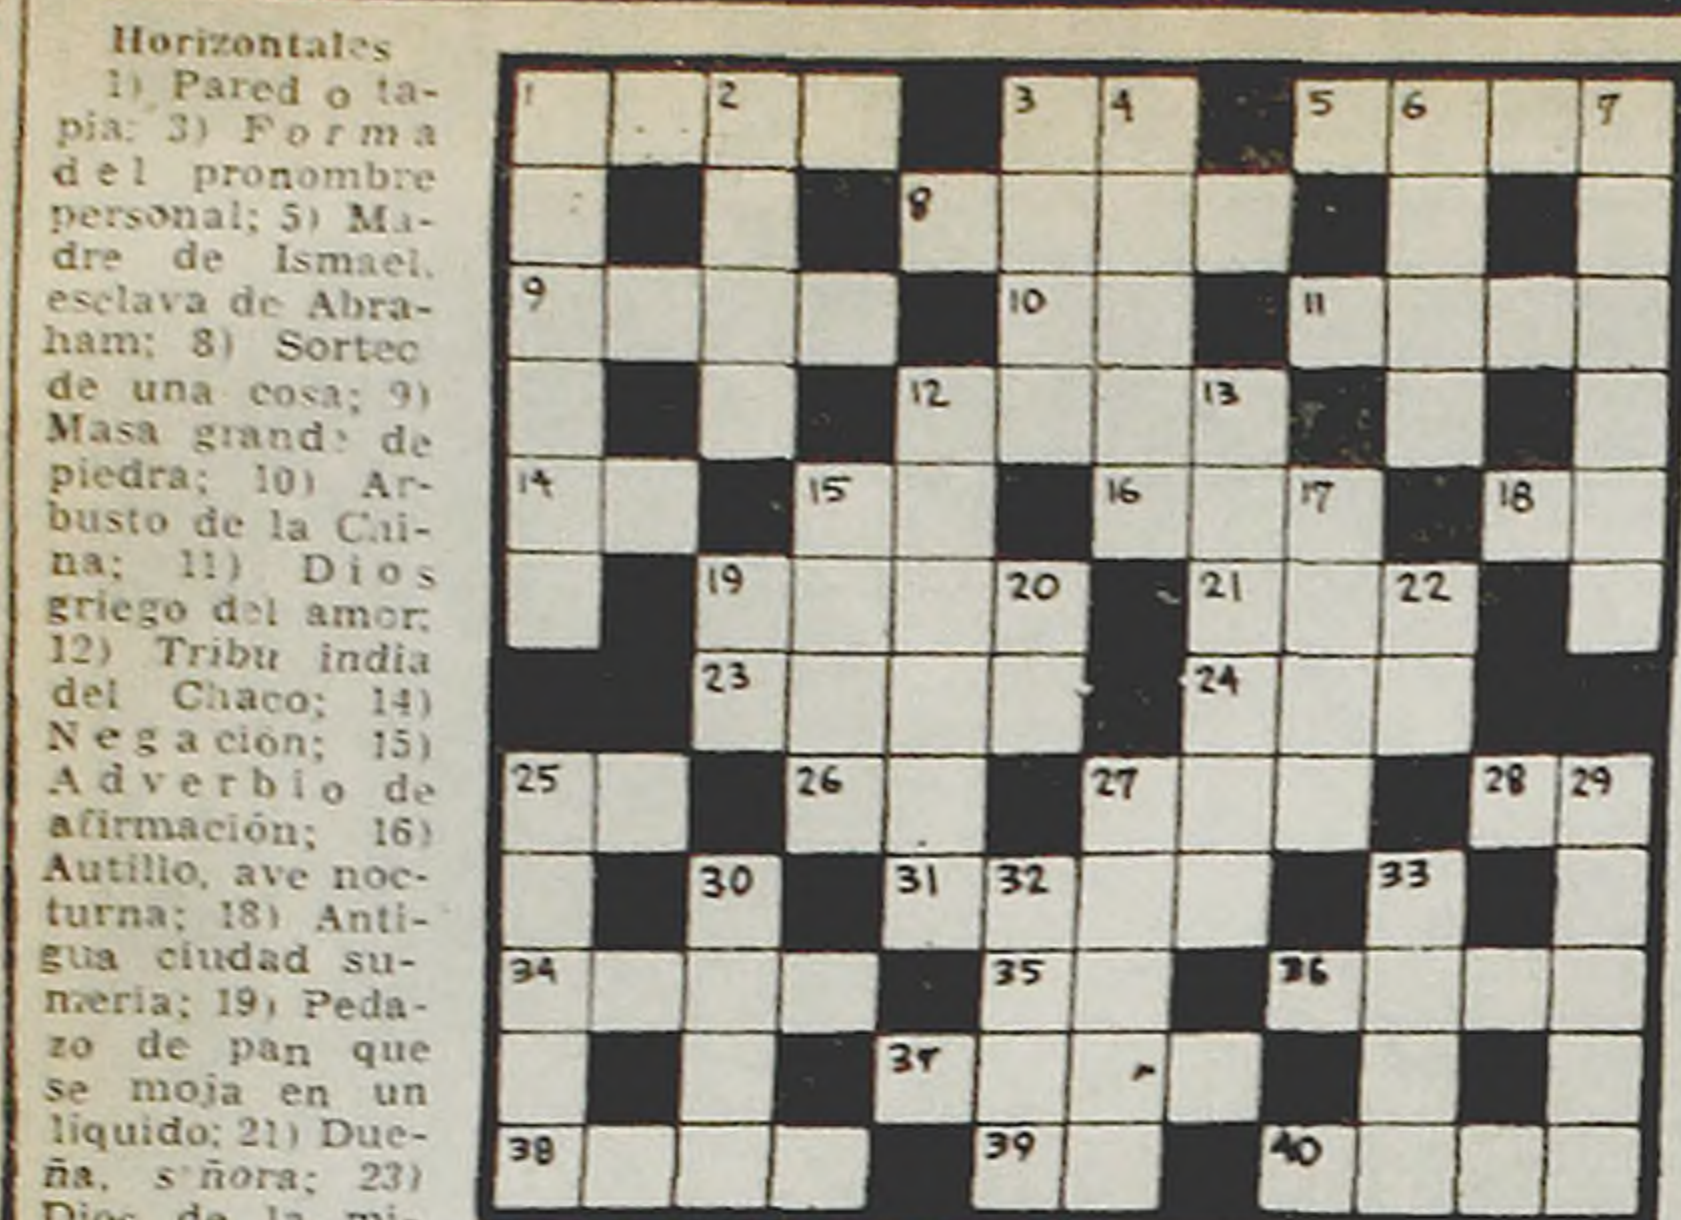 Horizontales
1) Pared o ta-
pia; 3) Forma
del pronombre
personal; 5) Ma-
dre de Ismael,
esclava de Abra-
ham; 8) Sorteo
de una cosa; 9)
Masa grande de
piedra; 10) Ar-
busto de la Chi-
na; 11) Dios
griego del amor;
12) Tribu india
del Chaco; 14)
Negación; 15)
Adverbio de
afirmación; 16)
Autillo, ave noc-
turna; 18) Anti-
gua ciudad su-
meria; 19) Peda-
zo de pan que
se moja en un
líquido; 21) Due-
ña, señora; 23)
Dios de la mi-
1 2 3 4 5 6 7
8
9 10 11
12 13
14 15 16 17 18
19 20 21 22
23 24
25 26 27 28 29
30 31 32 33
34 35 36
37
38 39 40